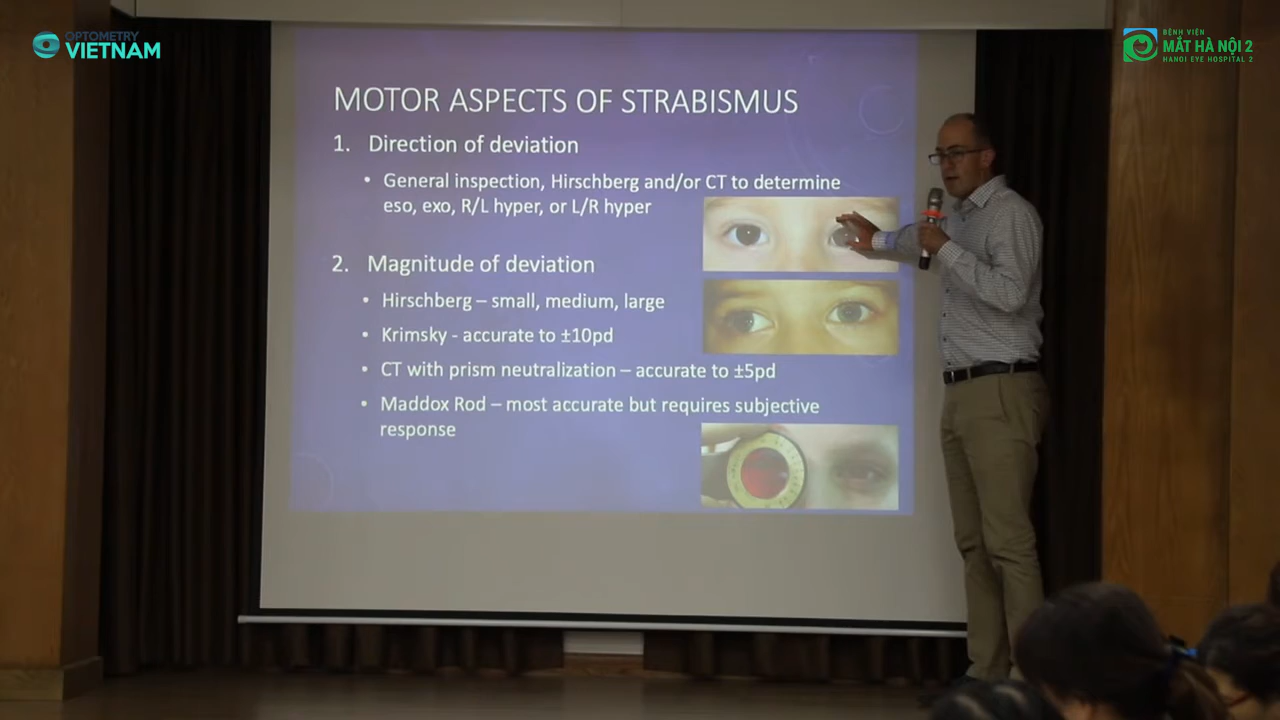 OPTOMETRY
VIETNAM
BỆNH VIỆN
MẮT HÀ NỘI 2
HANOI EYE HOSPITAL 2
MOTOR ASPECTS OF STRABISMUS
1. Direction of deviation
• General inspection, Hirschberg and/or CT to determine
eso, exo, R/L hyper, or L/R hyper
2. Magnitude of deviation
• Hirschberg – small, medium, large
• Krimsky - accurate to ±10pd
• CT with prism neutralization – accurate to ±5pd
• Maddox Rod – most accurate but requires subjective
response